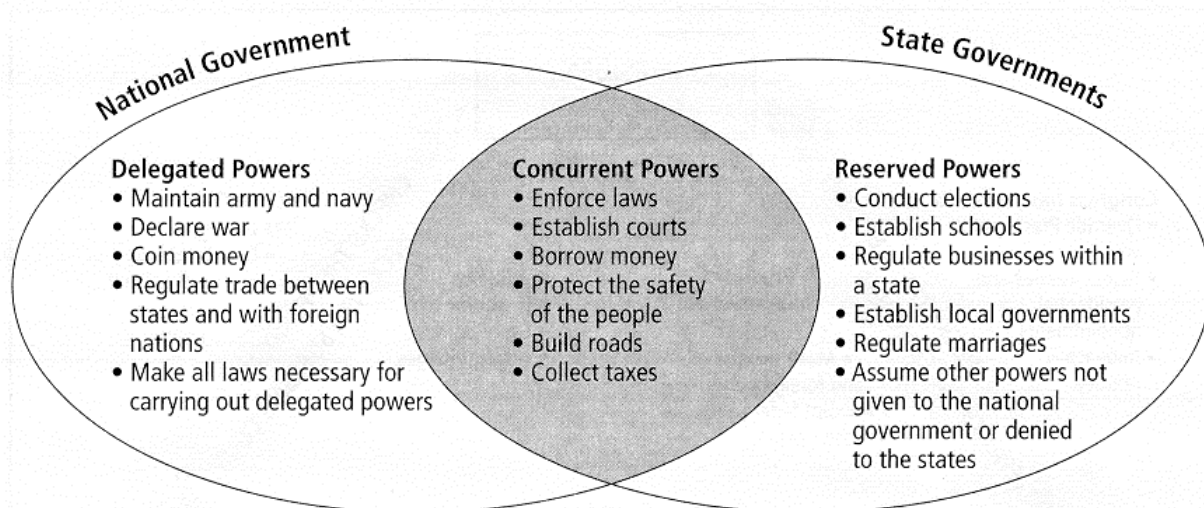 National Government
State Governments
Delegated Powers
• Maintain army and navy
• Declare war
• Coin money
• Regulate trade between
states and with foreign
nations
• Make all laws necessary for
carrying out delegated powers
Concurrent Powers
• Enforce laws
• Establish courts
• Borrow money
• Protect the safety
of the people
• Build roads
• Collect taxes
Reserved Powers
• Conduct elections
• Establish schools
• Regulate businesses within
a state
• Establish local governments
• Regulate marriages
• Assume other powers not
given to the national
government or denied
to the states